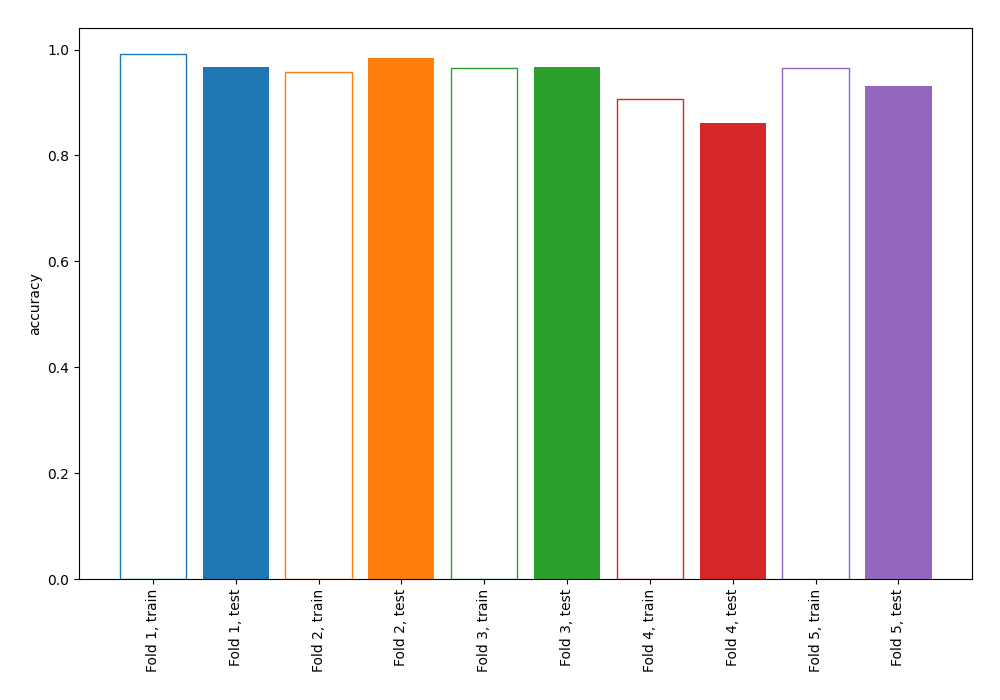 1.0
0.8
0.6
0.4
0.2
0.0
accuracy
Fold 1, train
Fold 1, test
Fold 2, train
Fold 2, test
Fold 3, train
Fold 3, test
Fold 4, train
Fold 4, test
Fold 5, train
Fold 5, test